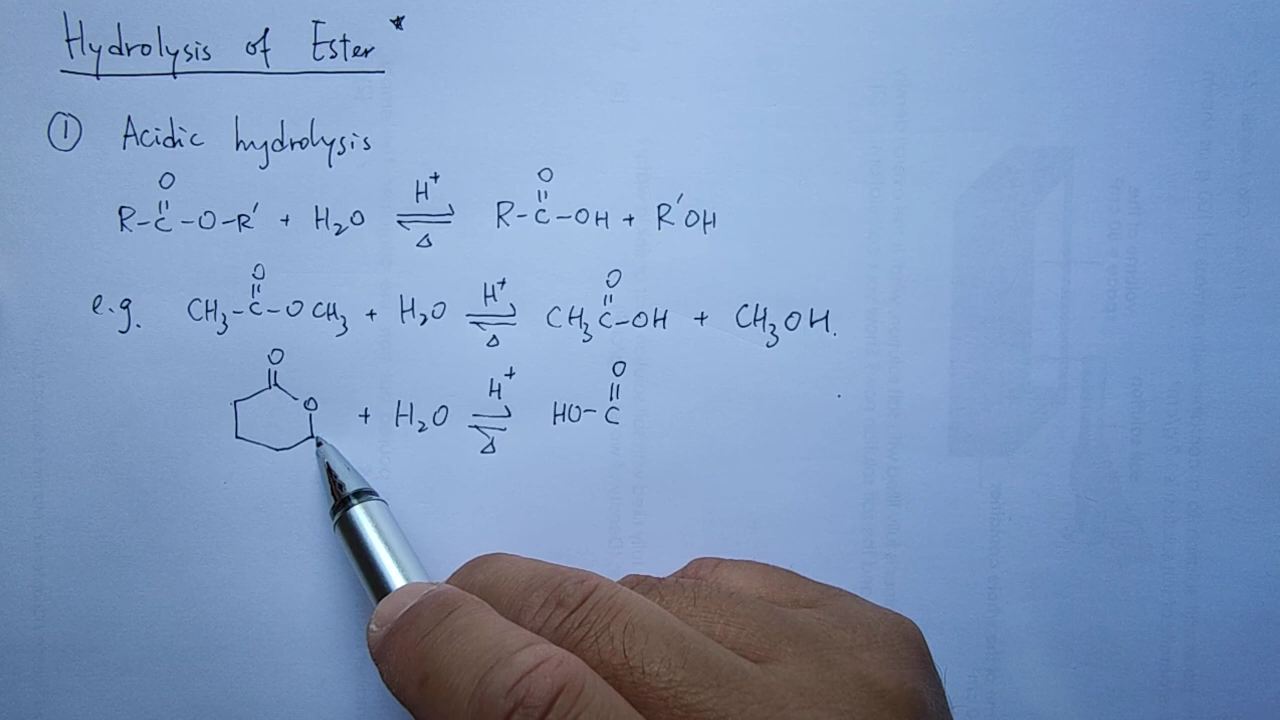 Hydrolysis of Ester*
① Acidic hydrolysis
O O
R-C-O-R' + H₂O ⇌ H⁺ Δ R-C-OH + R'OH
O O
e.g. CH₃-C-OCH₃ + H₂O ⇌ H⁺ Δ CH₃C-OH + CH₃OH.
O O
O + H₂O ⇌ H⁺ Δ HO-C